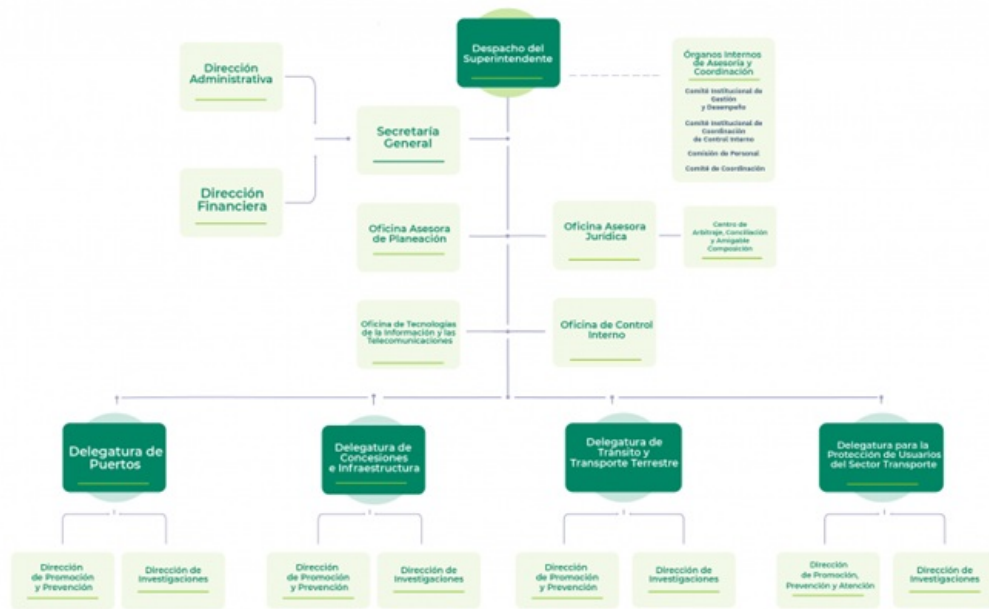 Despacho del
Superintendente
Órganos Internos
de Asesoría y
Coordinación
Comité Institucional de
Gestión
y Desempeño
Comité Institucional de
Coordinación
de Control Interno
Comisión de Personal
Comité de Coordinación
Dirección
Administrativa
Secretaría
General
Dirección
Financiera
Oficina Asesora
de Planeación
Oficina Asesora
Jurídica
Centro de
Arbitraje, Conciliación
y Amigable
Composición
Oficina de Tecnologías
de la Información y las
Telecomunicaciones
Oficina de Control
Interno
Delegatura de
Puertos
Delegatura de
Concesiones
e Infraestructura
Delegatura de
Tránsito y
Transporte Terrestre
Delegatura para la
Protección de Usuarios
del Sector Transporte
Dirección
de Promoción
y Prevención
Dirección de
Investigaciones
Dirección
de Promoción
y Prevención
Dirección de
Investigaciones
Dirección
de Promoción
y Prevención
Dirección de
Investigaciones
Dirección
de Promoción,
Prevención y Atención
Dirección de
Investigaciones